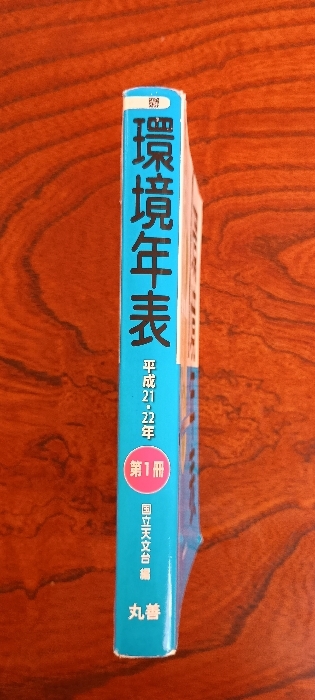 環境年表
平成21・22年
第1冊
国立天文台 編
丸善